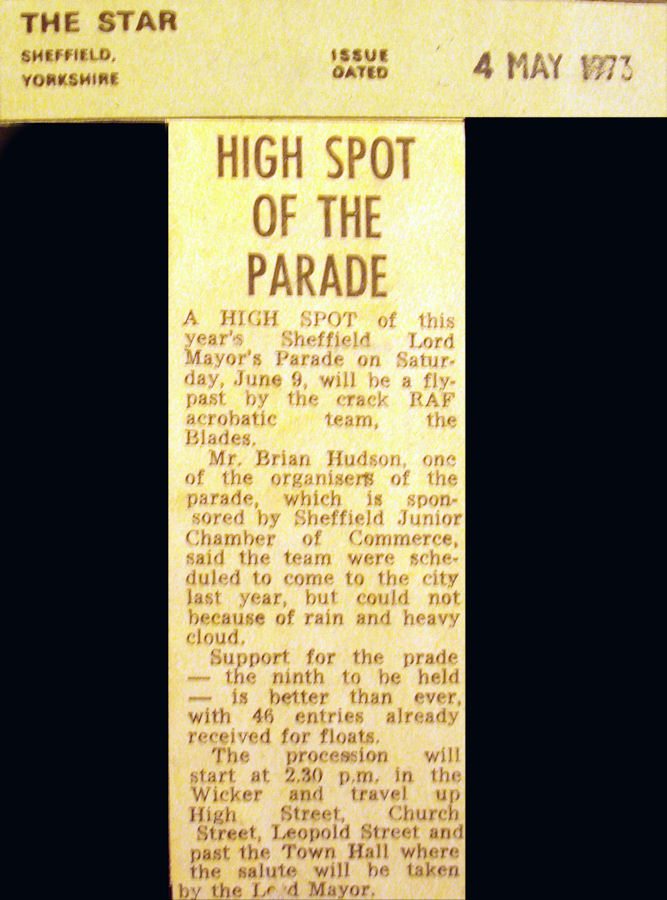 THE STAR
SHEFFIELD,
YORKSHIRE
ISSUE
DATED
4 MAY 1973
HIGH SPOT
OF THE
PARADE
A HIGH SPOT of this
year's Sheffield Lord
Mayor's Parade on Satur-
day, June 9, will be a fly-
past by the crack RAF
acrobatic team, the
Blades.
Mr. Brian Hudson, one
of the organisers of the
parade, which is spon-
sored by Sheffield Junior
Chamber of Commerce,
said the team were sche-
duled to come to the city
last year, but could not
because of rain and heavy
cloud.
Support for the prade
— the ninth to be held
— is better than ever,
with 46 entries already
received for floats.
The procession will
start at 2.30 p.m. in the
Wicker and travel up
High Street, Church
Street, Leopold Street and
past the Town Hall where
the salute will be taken
by the Lord Mayor.